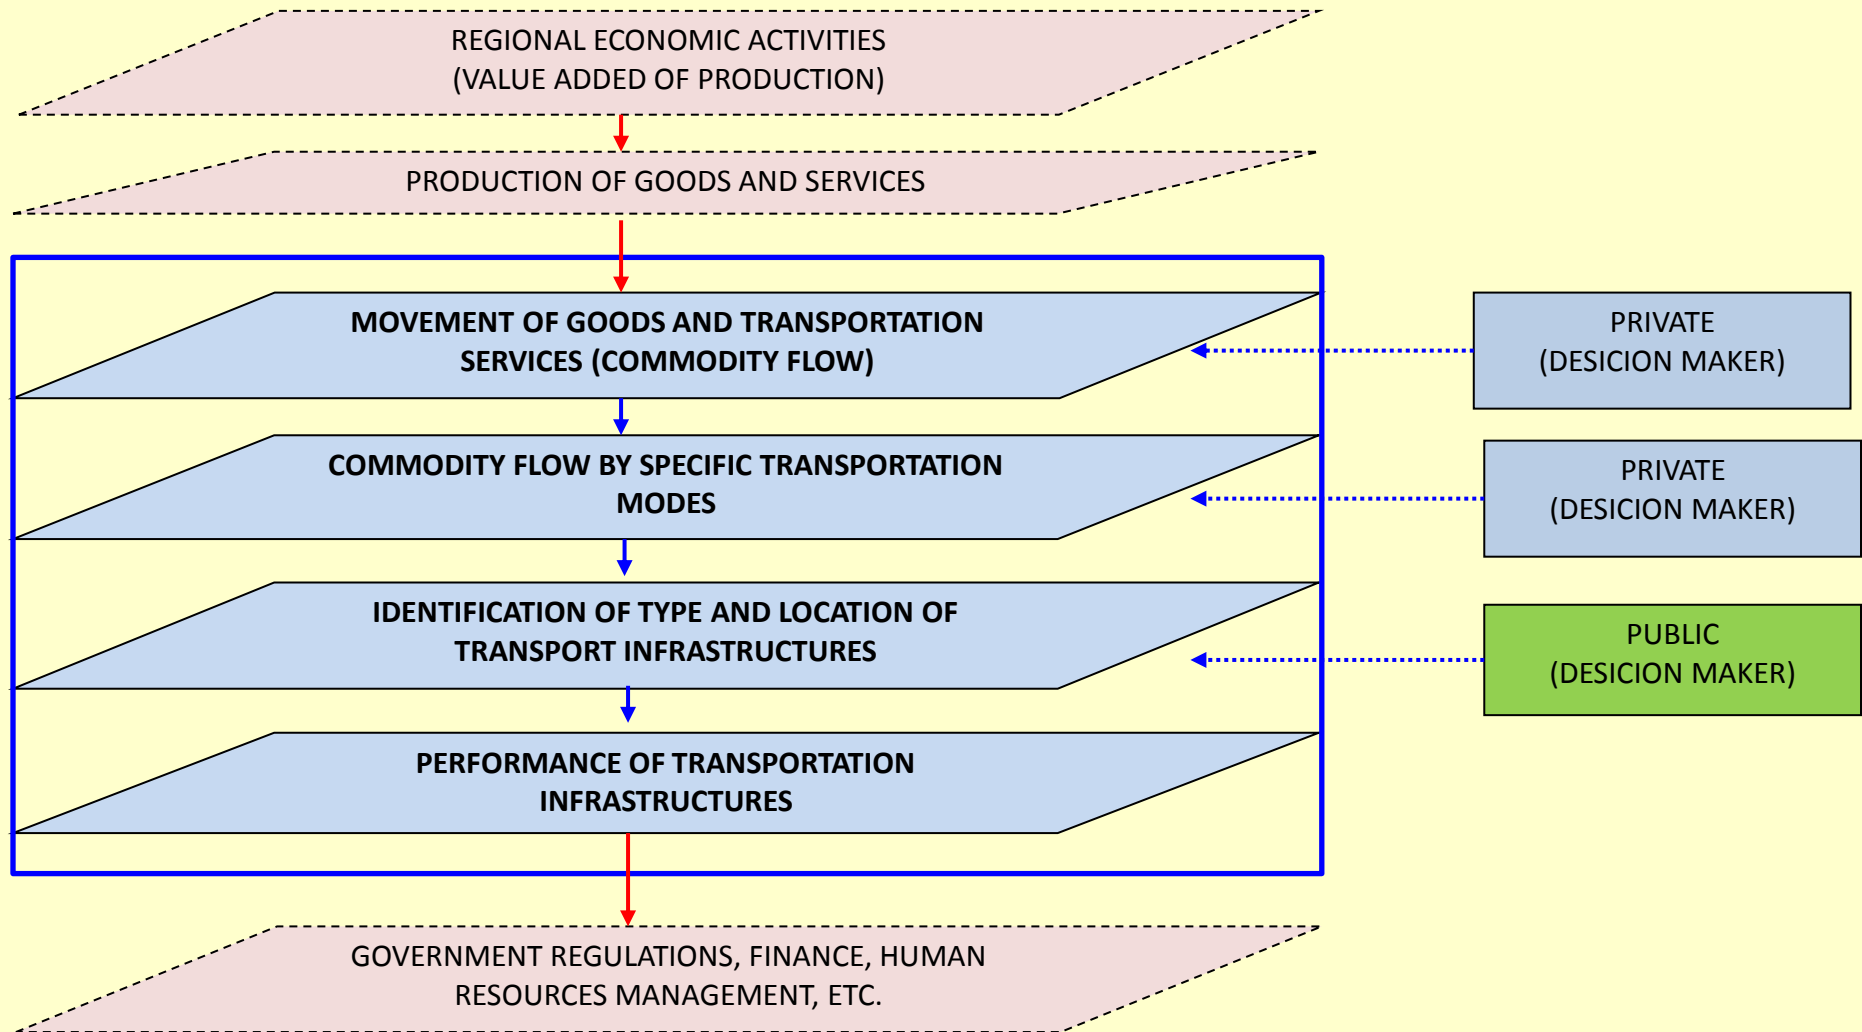 REGIONAL ECONOMIC ACTIVITIES
(VALUE ADDED OF PRODUCTION)
PRODUCTION OF GOODS AND SERVICES
MOVEMENT OF GOODS AND TRANSPORTATION
SERVICES (COMMODITY FLOW)
PRIVATE
(DESICION MAKER)
COMMODITY FLOW BY SPECIFIC TRANSPORTATION
MODES
PRIVATE
(DESICION MAKER)
IDENTIFICATION OF TYPE AND LOCATION OF
TRANSPORT INFRASTRUCTURES
PUBLIC
(DESICION MAKER)
PERFORMANCE OF TRANSPORTATION
INFRASTRUCTURES
GOVERNMENT REGULATIONS, FINANCE, HUMAN
RESOURCES MANAGEMENT, ETC.